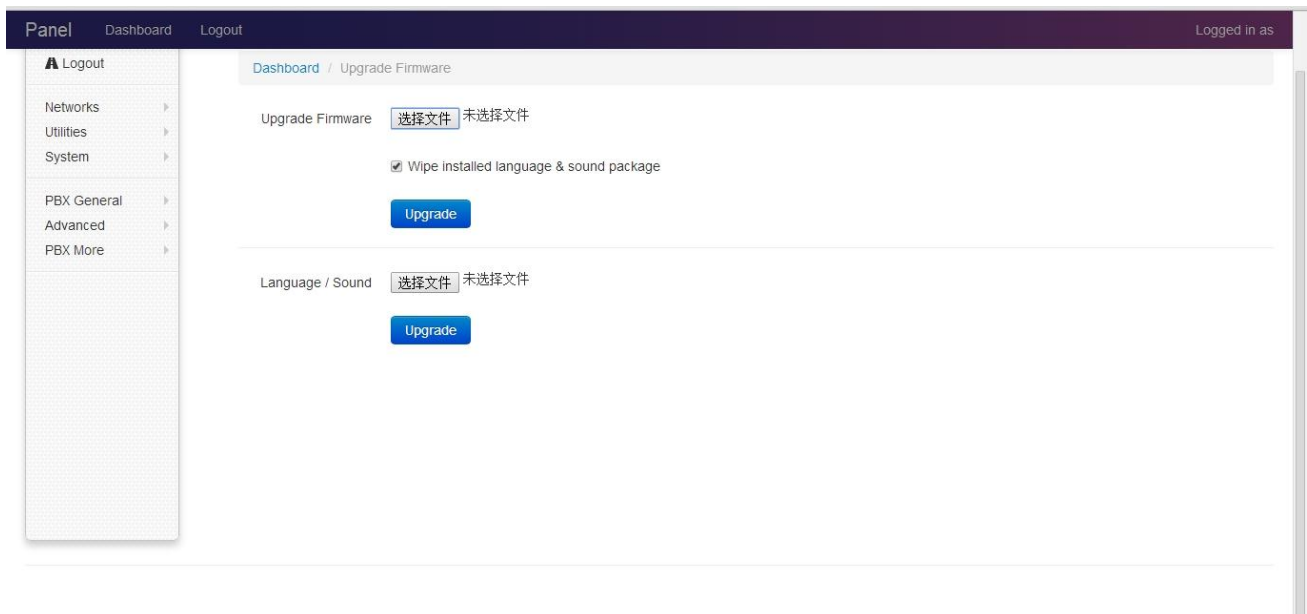 Panel Dashboard Logout Logged in as
Logout
Networks
Utilities
System
PBX General
Advanced
PBX More
Dashboard / Upgrade Firmware
Upgrade Firmware 选择文件 未选择文件
Wipe installed language & sound package
Upgrade
Language / Sound 选择文件 未选择文件
Upgrade